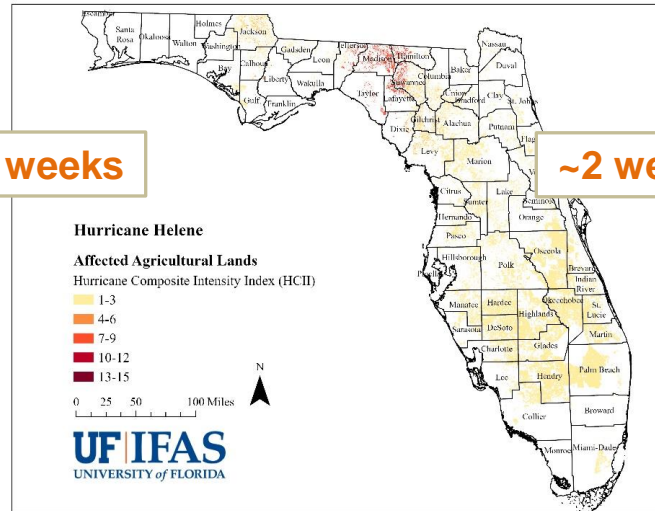 Escambia
Santa
Rosa
Okaloosa
Walton
Holmes
Washington
Jackson
Bay
Calhoun
Gulf
Liberty
Gadsden
Franklin
Leon
Wakulla
Jefferson
Madison
Taylor
Hamilton
Suwannee
Lafayette
Dixie
Columbia
Baker
Union
Bradford
Nassau
Duval
Clay
St. Johns
Gilchrist
Alachua
Putnam
Levy
Marion
weeks
~2 we
Citrus
Sumter
Lake
Hernando
Orange
Pasco
Hillsborough
Polk
Osceola
Brevard
Indian
River
Manatee
Hardee
Highlands
Okeechobee
St.
Lucie
Sarasota
DeSoto
Martin
Charlotte
Glades
Lee
Hendry
Palm Beach
Collier
Broward
Monroe
Miami-Dade
Hurricane Helene
Affected Agricultural Lands
Hurricane Composite Intensity Index (HCII)
1-3
4-6
7-9
10-12
13-15
N
0 50 100 Miles
UF|IFAS
UNIVERSITY of FLORIDA